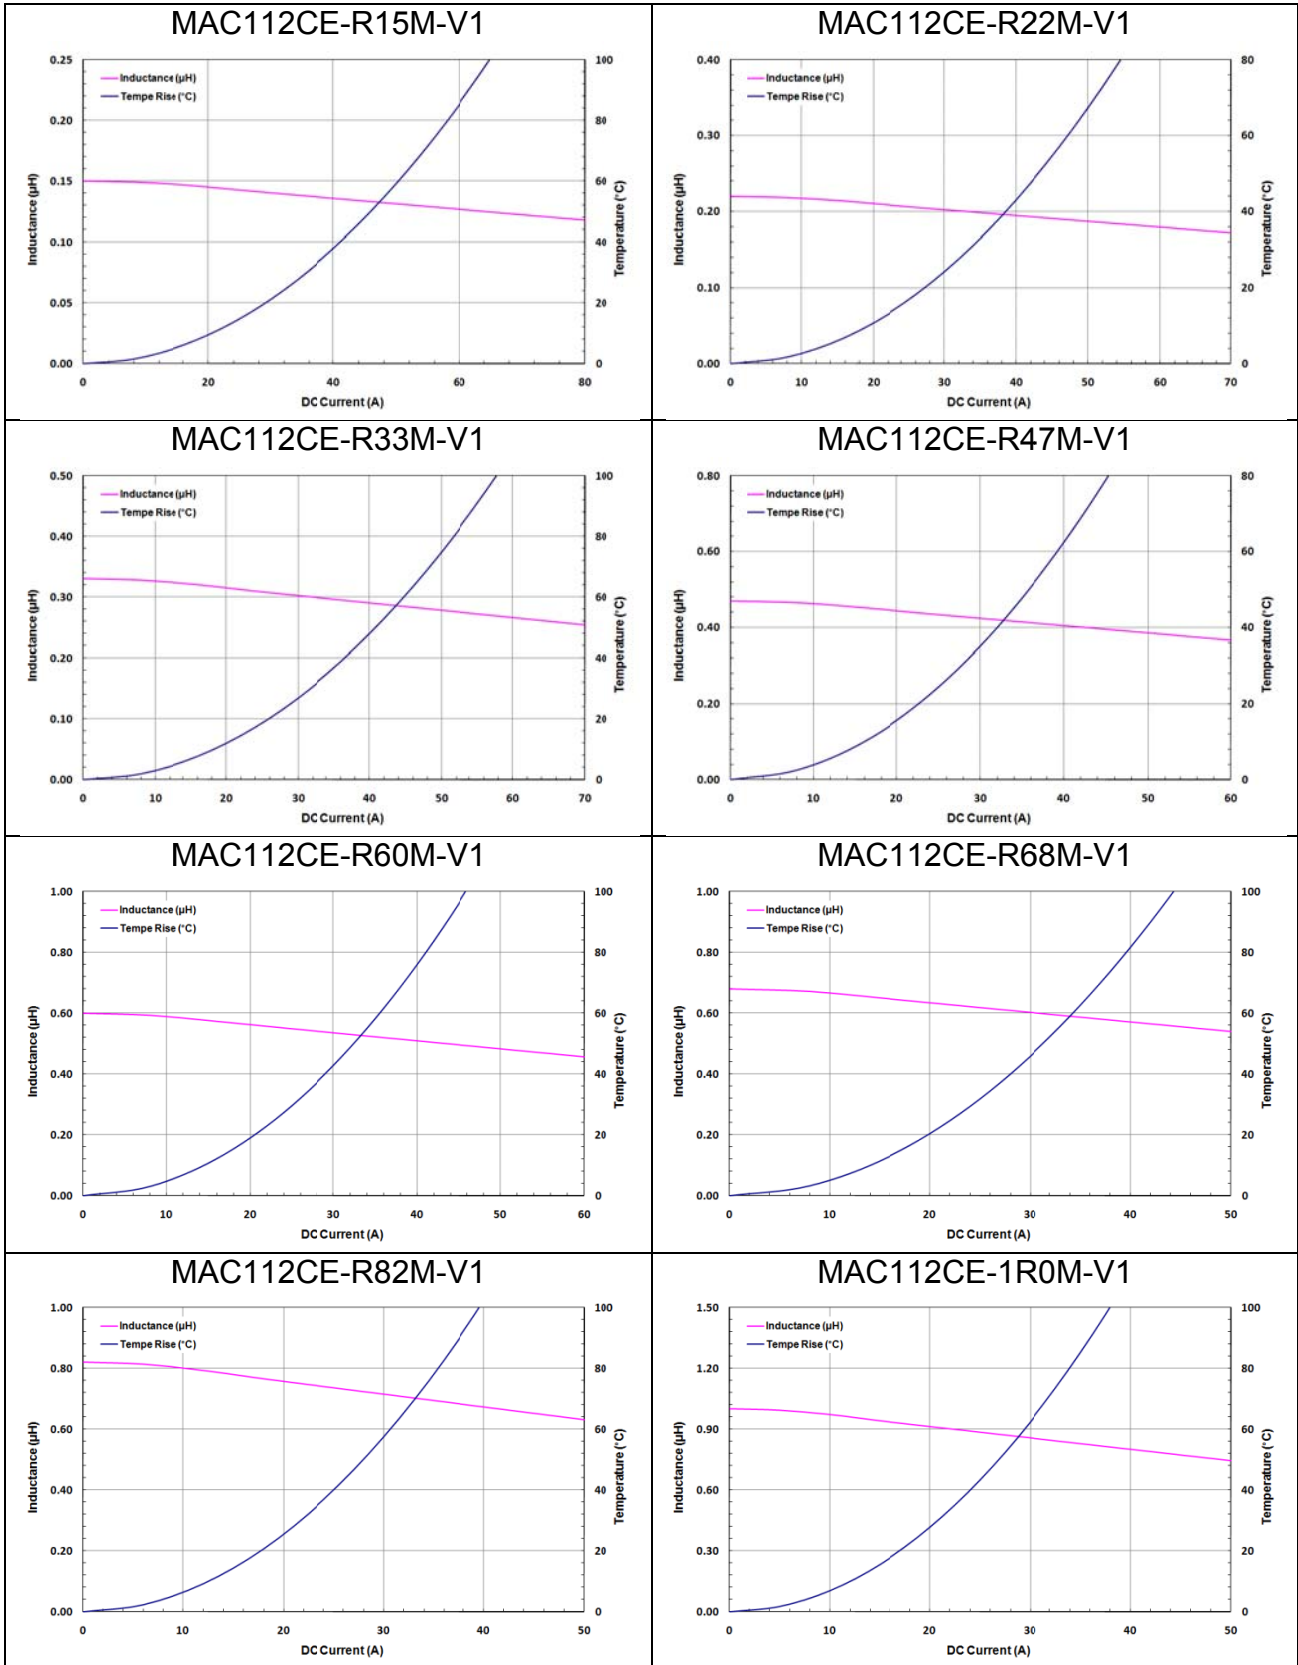 MAC112CE-R15M-V1
0.25
0.20
0.15
0.10
0.05
0.00
Inductance (μH)
Inductance (μH)
Tempe Rise (°C)
100
80
60
40
20
0
Temperature (°C)
0 20 40 60 80
DC Current (A)
MAC112CE-R22M-V1
0.40
0.30
0.20
0.10
0.00
Inductance (μH)
Inductance (μH)
Tempe Rise (°C)
80
60
40
20
0
Temperature (°C)
0 10 20 30 40 50 60 70
DC Current (A)
MAC112CE-R33M-V1
0.50
0.40
0.30
0.20
0.10
0.00
Inductance (μH)
Inductance (μH)
Tempe Rise (°C)
100
80
60
40
20
0
Temperature (°C)
0 10 20 30 40 50 60 70
DC Current (A)
MAC112CE-R47M-V1
0.80
0.60
0.40
0.20
0.00
Inductance (μH)
Inductance (μH)
Tempe Rise (°C)
80
60
40
20
0
Temperature (°C)
0 10 20 30 40 50 60
DC Current (A)
MAC112CE-R60M-V1
1.00
0.80
0.60
0.40
0.20
0.00
Inductance (μH)
Inductance (μH)
Tempe Rise (°C)
100
80
60
40
20
0
Temperature (°C)
0 10 20 30 40 50 60
DC Current (A)
MAC112CE-R68M-V1
1.00
0.80
0.60
0.40
0.20
0.00
Inductance (μH)
Inductance (μH)
Tempe Rise (°C)
100
80
60
40
20
0
Temperature (°C)
0 10 20 30 40 50
DC Current (A)
MAC112CE-R82M-V1
1.00
0.80
0.60
0.40
0.20
0.00
Inductance (μH)
Inductance (μH)
Tempe Rise (°C)
100
80
60
40
20
0
Temperature (°C)
0 10 20 30 40 50
DC Current (A)
MAC112CE-1R0M-V1
1.50
1.20
0.90
0.60
0.30
0.00
Inductance (μH)
Inductance (μH)
Tempe Rise (°C)
100
80
60
40
20
0
Temperature (°C)
0 10 20 30 40 50
DC Current (A)